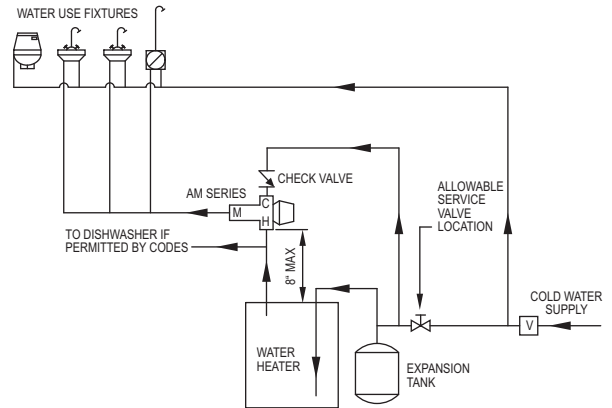 WATER USE FIXTURES
CHECK VALVE
AM SERIES
C
M
H
ALLOWABLE
SERVICE
VALVE
LOCATION
TO DISHWASHER IF
PERMITTED BY CODES
8" MAX
COLD WATER
SUPPLY
V
WATER
HEATER
EXPANSION
TANK